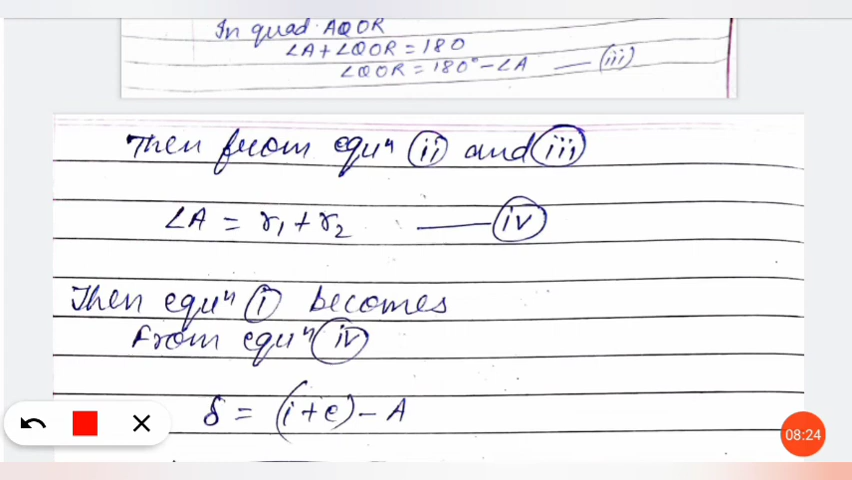 In quad. AQOR
∠A+∠QOR = 180
∠QOR = 180° - ∠A — (iii)
Then from equⁿ (ii) and (iii)
∠A = r₁ + r₂ — (iv)
Then equⁿ (i) becomes
From equⁿ (iv)
δ = (i+e) - A
08:24